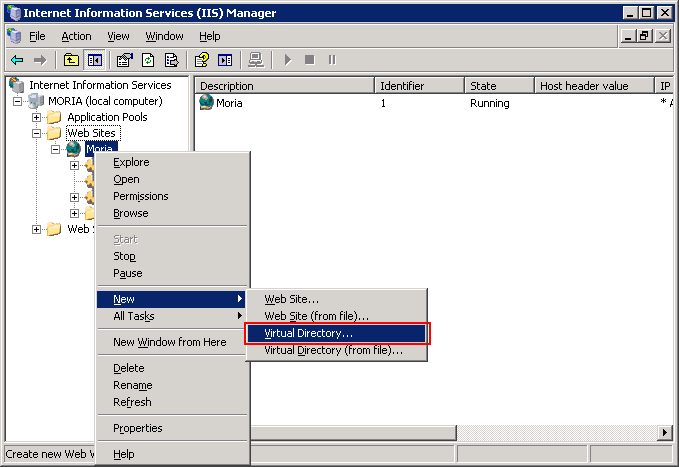 Internet Information Services (IIS) Manager
File Action View Window Help
Internet Information Services
MORIA (local computer)
Application Pools
Web Sites
Moria
Web S
Description Identifier State Host header value IP
Moria 1 Running * A
Explore
Open
Permissions
Browse
Start
Stop
Pause
New
All Tasks
New Window from Here
Delete
Rename
Refresh
Properties
Help
Web Site...
Web Site (from file)...
Virtual Directory...
Virtual Directory (from file)...
Create new Web V